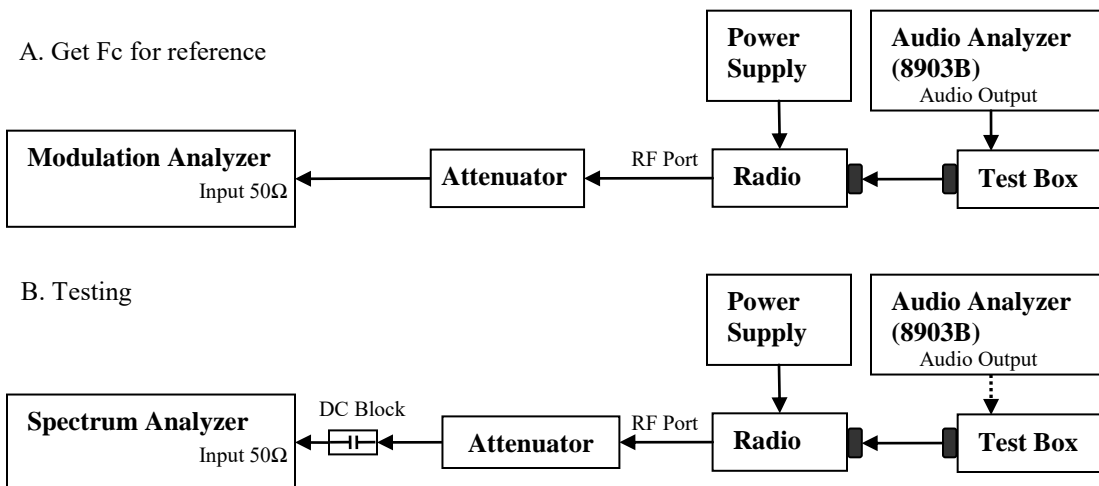 A. Get Fc for reference
Power
Supply
Audio Analyzer
(8903B)
Audio Output
Modulation Analyzer
Input 50Ω
Attenuator
RF Port
Radio
Test Box
B. Testing
Power
Supply
Audio Analyzer
(8903B)
Audio Output
Spectrum Analyzer
Input 50Ω
DC Block
Attenuator
RF Port
Radio
Test Box